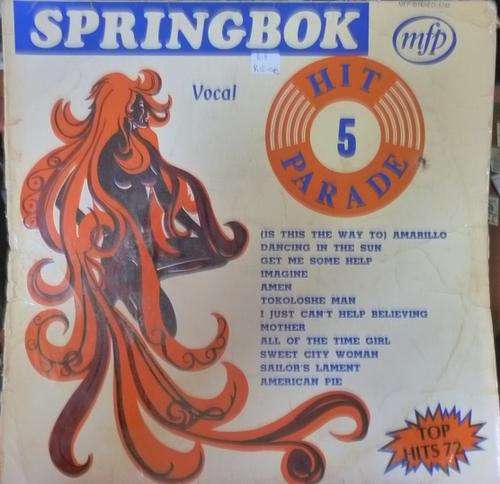 SPRINGBOK
mfp
Vocal
HIT
5
PARADE
(IS THIS THE WAY TO) AMARILLO
DANCING IN THE SUN
GET ME SOME HELP
IMAGINE
AMEN
TOKOLOSHE MAN
I JUST CAN'T HELP BELIEVING
MOTHER
ALL OF THE TIME GIRL
SWEET CITY WOMAN
SAILOR'S LAMENT
AMERICAN PIE
TOP
HITS 72